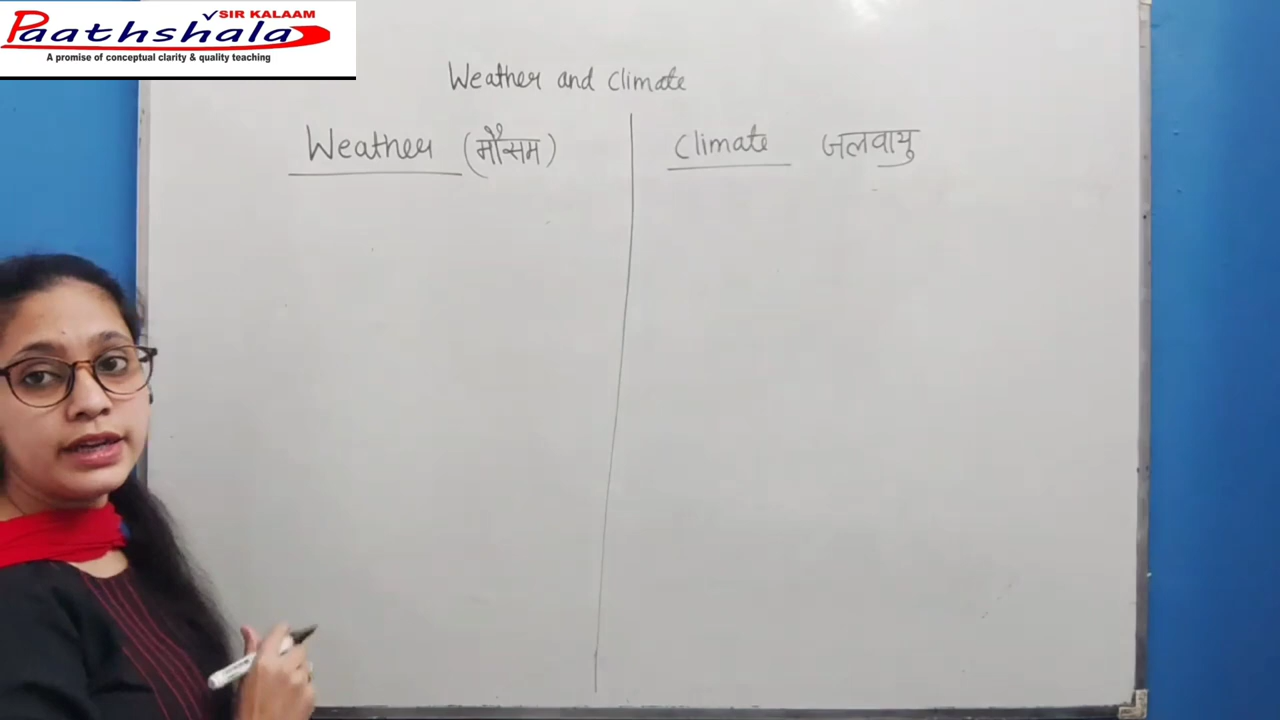 SIR KALAAM
Paathshala
A promise of conceptual clarity & quality teaching
Weather and climate
Weather (मौसम)
Climate जलवायु